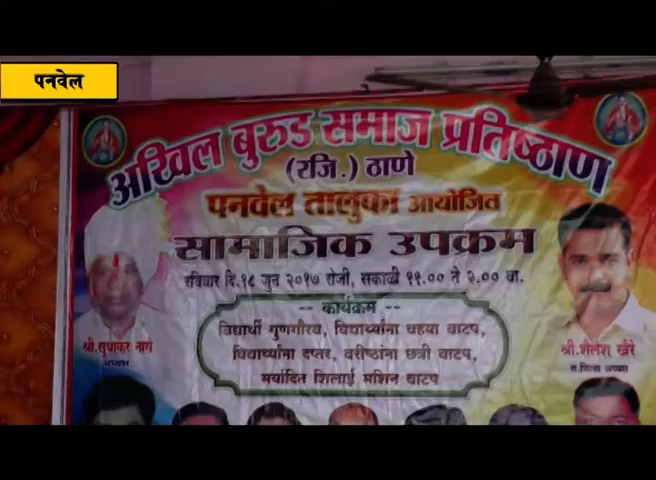 पनवेल
अखिल बुरुड समाज प्रतिष्ठाण
(रजि.) ठाणे
पनवेल तालुका आयोजित
सामाजिक उपक्रम
रविवार दि.१८ जुन २०१७ रोजी, सकाळी ११.०० ते २.०० वा.
कार्यक्रम
विद्यार्थी गुणगौरव, विद्यार्थ्यांना वहया वाटप,
विद्यार्थ्यांना दप्तर, वरीष्ठांना छत्री वाटप,
मर्यादित शिलाई मशिन वाटप
श्री.सुधाकर
अध्यक्ष
श्री.शैलेश खैरे